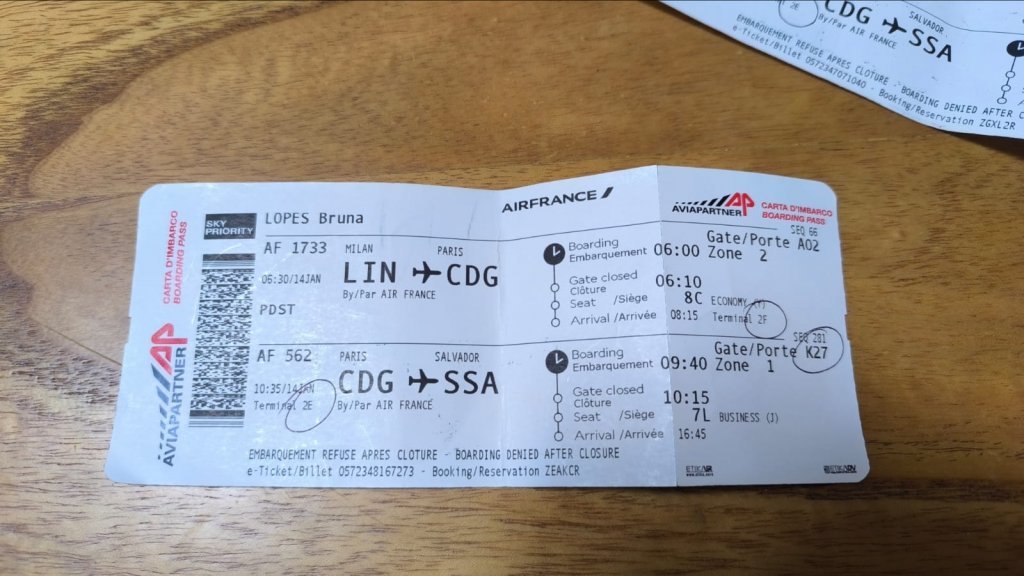 2E
CDG ✈ SSA
SALVADOR
By/Par AIR FRANCE
EMBARQUEMENT REFUSE APRES CLOTURE - BOARDING DENIED AFTER C
e-Ticket/Billet 0572347071040 - Booking/Reservation ZGXL2R
CARTA D'IMBARCO
BOARDING PASS
AP
AVIAPARTNER
SKY
PRIORITY
LOPES Bruna
AIRFRANCE
AP
AVIAPARTNER
CARTA D'IMBARCO
BOARDING PASS
SEQ 66
AF 1733 MILAN PARIS
06:30/14JAN LIN ✈ CDG
By/Par AIR FRANCE
PDST
Boarding
Embarquement 06:00
Gate/Porte A02
Zone 2
Gate closed
Clôture 06:10
Seat /Siège 8C ECONOMY (Y)
Arrival /Arrivée 08:15 Terminal 2F
SEQ 281
AF 562 PARIS SALVADOR
10:35/14JAN CDG ✈ SSA
Terminal 2E By/Par AIR FRANCE
Boarding
Embarquement 09:40
Gate/Porte K27
Zone 1
Gate closed
Clôture 10:15
Seat /Siège 7L BUSINESS (J)
Arrival /Arrivée 16:45
EMBARQUEMENT REFUSE APRES CLOTURE - BOARDING DENIED AFTER CLOSURE
e-Ticket/Billet 0572348167273 - Booking/Reservation ZEAKCR